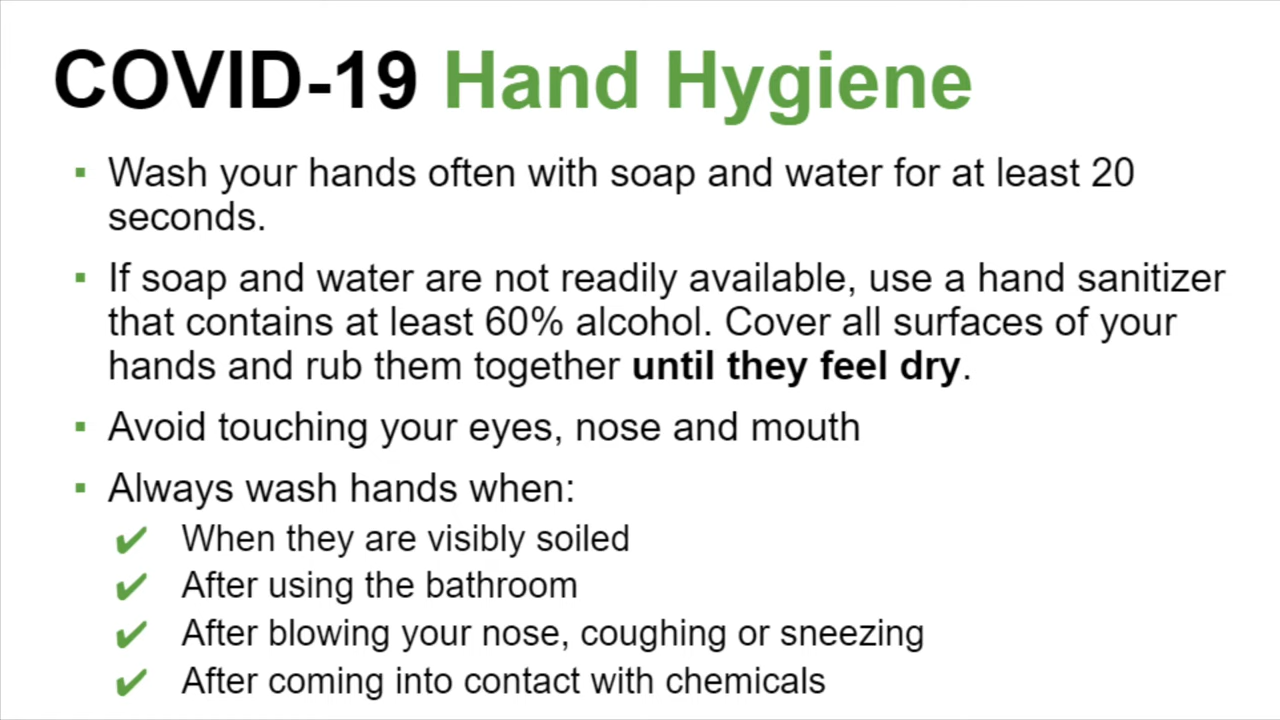 COVID-19 Hand Hygiene
▪ Wash your hands often with soap and water for at least 20
seconds.
▪ If soap and water are not readily available, use a hand sanitizer
that contains at least 60% alcohol. Cover all surfaces of your
hands and rub them together until they feel dry.
▪ Avoid touching your eyes, nose and mouth
▪ Always wash hands when:
✔ When they are visibly soiled
✔ After using the bathroom
✔ After blowing your nose, coughing or sneezing
✔ After coming into contact with chemicals